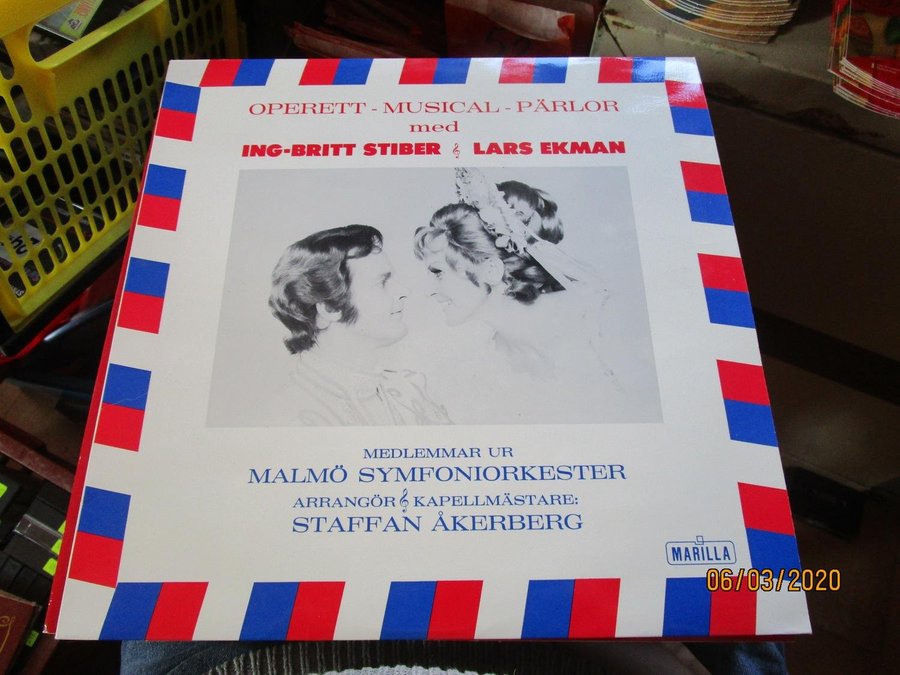 OPERETT - MUSICAL - PÄRLOR
med
ING-BRITT STIBER LARS EKMAN
MEDLEMMAR UR
MALMÖ SYMFONIORKESTER
ARRANGÖR KAPELLMÄSTARE:
STAFFAN ÅKERBERG
MARILLA
06/03/2020